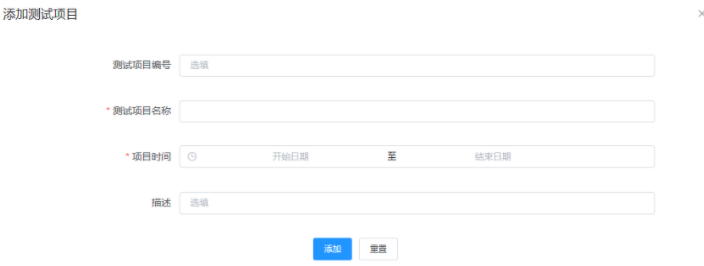 添加测试项目
测试项目编号 选填
* 测试项目名称
* 项目时间 开始日期 至 结束日期
描述 选填
添加 重置